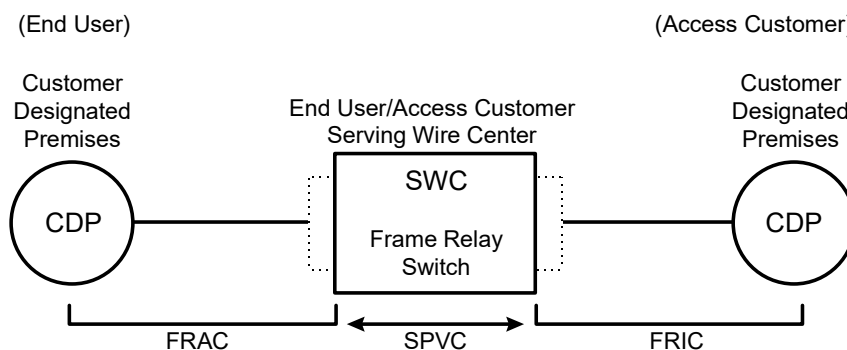 (End User)
(Access Customer)
Customer
Designated
Premises
End User/Access Customer
Serving Wire Center
Customer
Designated
Premises
CDP
SWC
Frame Relay
Switch
CDP
FRAC
SPVC
FRIC